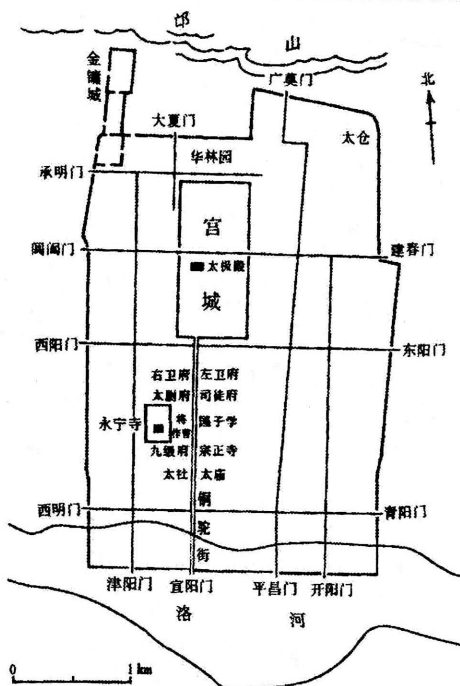 邙 山
金墉城
广莫门
北
大夏门
太仓
华林园
承明门
宫城
阊阖门
建春门
太极殿
西阳门
东阳门
右卫府 左卫府
太尉府 司徒府
永宁寺
将作曹
国子学
九级府 宗正寺
太社 太庙
铜驼街
西明门
青阳门
津阳门 宣阳门 平昌门 开阳门
洛 河
0 1 km